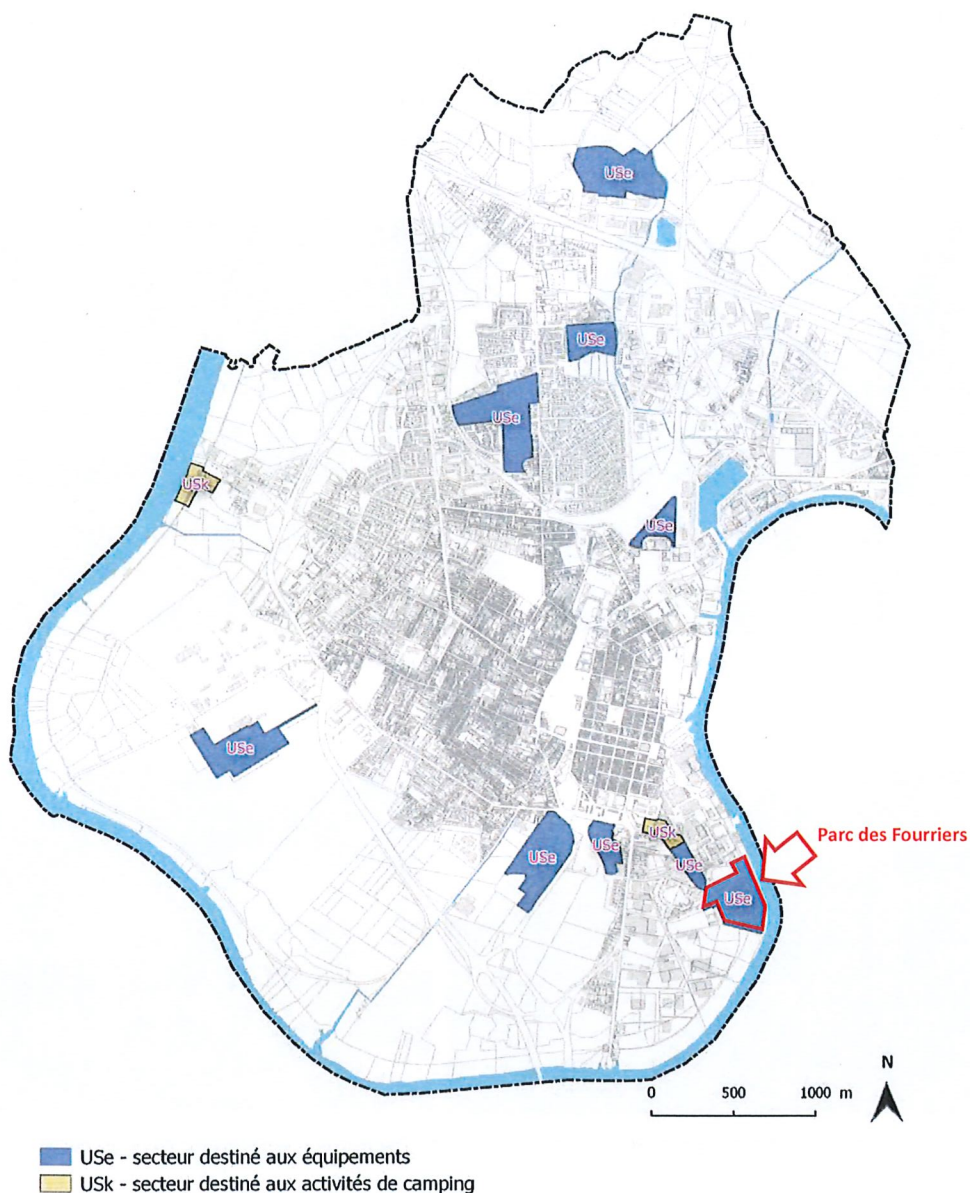 USe
USe
USe
USk
USe
USe
USk
USe
USe
USe
USe
Parc des Fourriers
N
0 500 1000 m
USe - secteur destiné aux équipements
USk - secteur destiné aux activités de camping